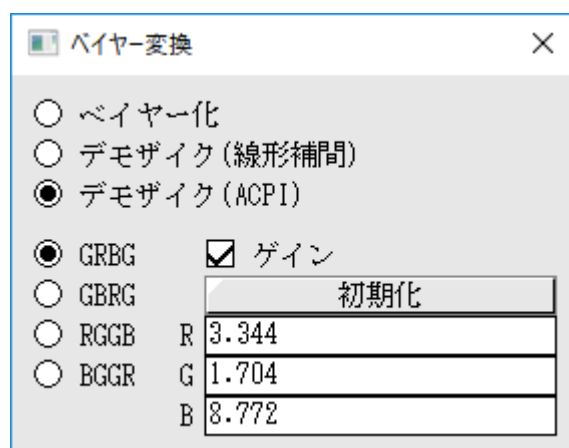 ベイヤー変換
ベイヤー化
デモザイク(線形補間)
デモザイク(ACPI)
GRBG ゲイン
GBRG 初期化
RGGB R 3.344
BGGR G 1.704
B 8.772